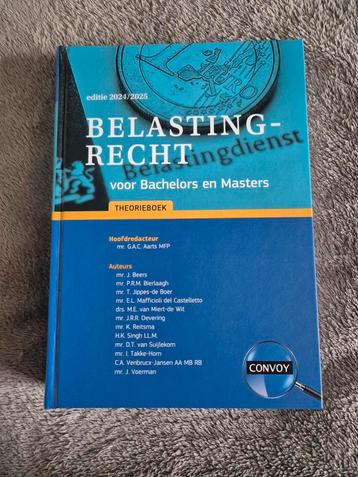 editie 2024/2025
BELASTING-
RECHT
Belastingdienst
voor Bachelors en Masters
THEORIEBOEK
Hoofdredacteur
mr. G.A.C. Aarts MFP
Auteurs
mr. J. Beers
mr. P.R.M. Bierlaagh
mr. T. Jippes-de Boer
mr. E.L. Mafficioli del Castelletto
drs. M.E. van Miert-de Wit
mr. J.R.R. Oevering
mr. K. Reitsma
H.K. Singh LL.M.
mr. D.T. van Suijlekom
mr. I. Takke-Horn
C.A. Venbrucx-Jansen AA MB RB
mr. J. Voerman
CONVOY